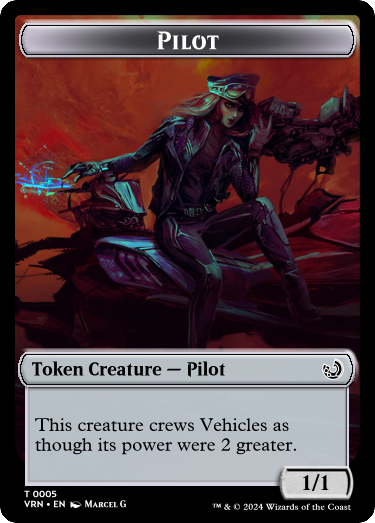 PILOT
Token Creature — Pilot
This creature crews Vehicles as
though its power were 2 greater.
1/1
T 0005
VRN • EN Marcel G
™ & © 2024 Wizards of the Coast